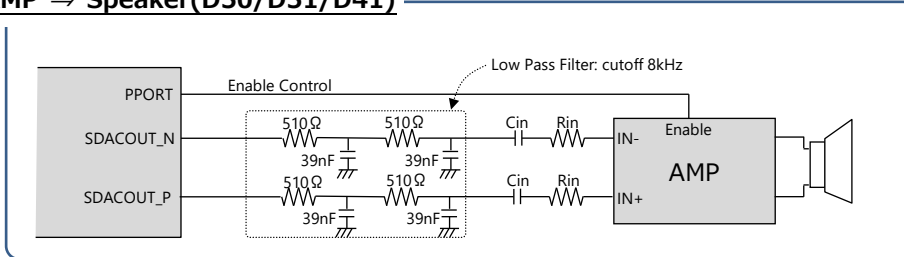 MP → Speaker(D30/D31/D41)
Low Pass Filter: cutoff 8kHz
PPORT
Enable Control
SDACOUT_N
510Ω
510Ω
Cin
Rin
IN-
Enable
39nF
39nF
AMP
SDACOUT_P
510Ω
510Ω
Cin
Rin
IN+
39nF
39nF